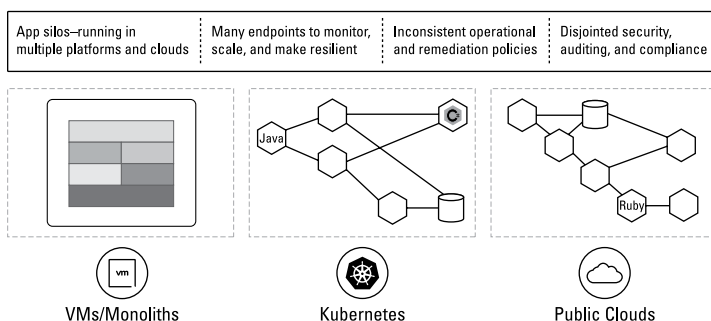 App silos–running in
multiple platforms and clouds
Many endpoints to monitor,
scale, and make resilient
Inconsistent operational
and remediation policies
Disjointed security,
auditing, and compliance
Java
C#
Ruby
vm
VMs/Monoliths
Kubernetes
Public Clouds